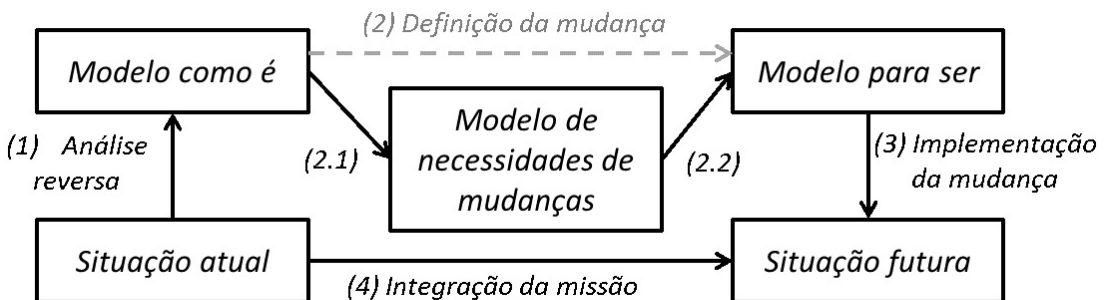 (2) Definição da mudança
Modelo como é
Modelo para ser
Modelo de
necessidades de
mudanças
(1) Análise
reversa
(2.1)
(2.2)
(3) Implementação
da mudança
Situação atual
Situação futura
(4) Integração da missão